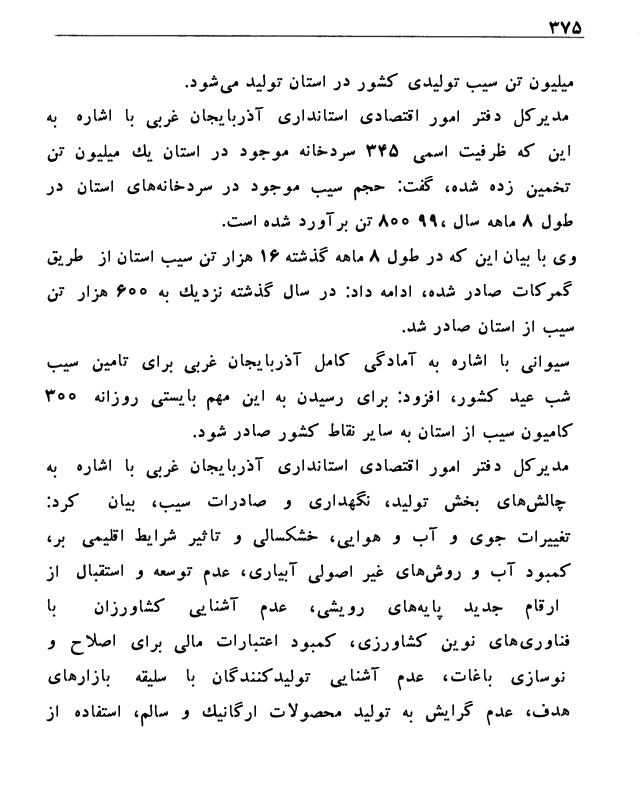 ۳۷۵
میلیون تن سیب تولیدی کشور در استان تولید می‌شود.
مدیرکل دفتر امور اقتصادی استانداری آذربایجان غربی با اشاره به
این که ظرفیت اسمی ۳۴۵ سردخانه موجود در استان یك میلیون تن
تخمین زده شده، گفت: حجم سیب موجود در سردخانه‌های استان در
طول ۸ ماهه سال ۹۹، ۸۰۰ تن برآورد شده است.
وی با بیان این که در طول ۸ ماهه گذشته ۱۶ هزار تن سیب استان از طریق
گمرکات صادر شده، ادامه داد: در سال گذشته نزدیك به ۶۰۰ هزار تن
سیب از استان صادر شد.
سیوانی با اشاره به آمادگی کامل آذربایجان غربی برای تامین سیب
شب عید کشور، افزود: برای رسیدن به این مهم بایستی روزانه ۳۰۰
کامیون سیب از استان به سایر نقاط کشور صادر شود.
مدیرکل دفتر امور اقتصادی استانداری آذربایجان غربی با اشاره به
چالش‌های بخش تولید، نگهداری و صادرات سیب، بیان کرد:
تغییرات جوی و آب و هوایی، خشکسالی و تاثیر شرایط اقلیمی بر،
کمبود آب و روش‌های غیر اصولی آبیاری، عدم توسعه و استقبال از
ارقام جدید پایه‌های رویشی، عدم آشنایی کشاورزان با
فناوری‌های نوین کشاورزی، کمبود اعتبارات مالی برای اصلاح و
نوسازی باغات، عدم آشنایی تولیدکنندگان با سلیقه بازارهای
هدف، عدم گرایش به تولید محصولات ارگانیك و سالم، استفاده از